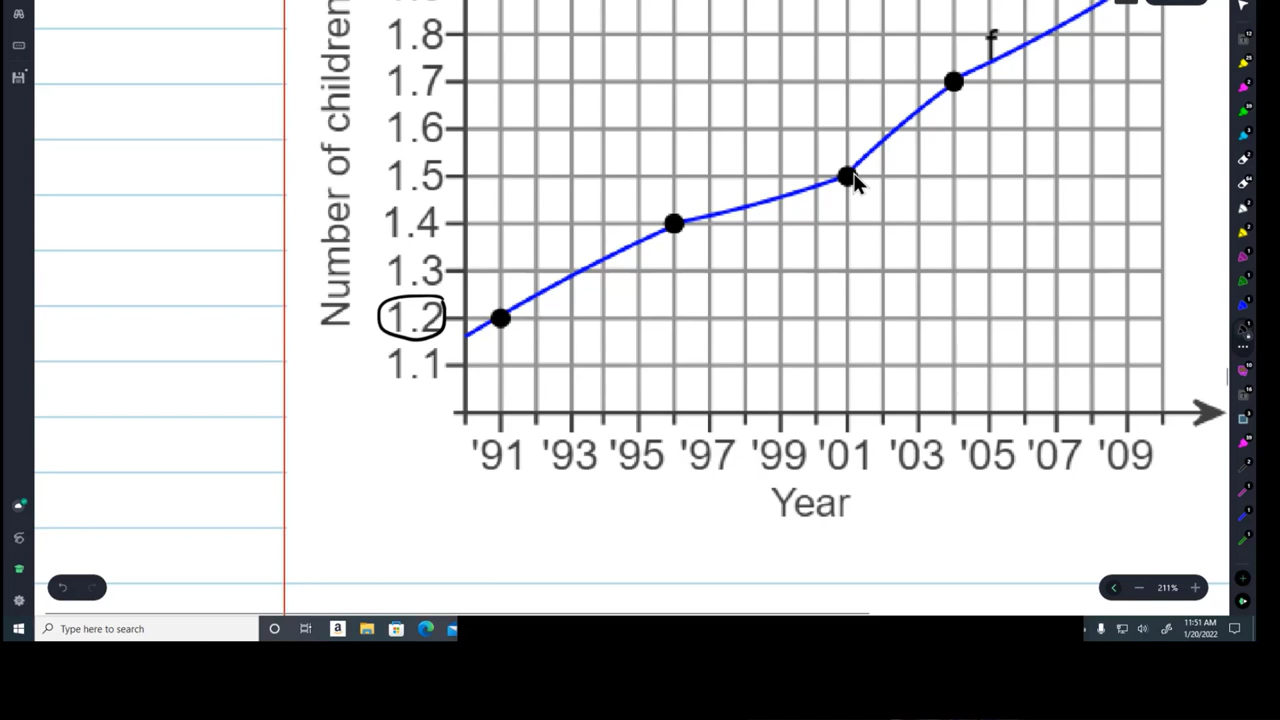 Number of children
1.8
1.7
1.6
1.5
1.4
1.3
1.2
1.1
f
'91 '93 '95 '97 '99 '01 '03 '05 '07 '09
Year
211%
Type here to search
11:51 AM
1/20/2022